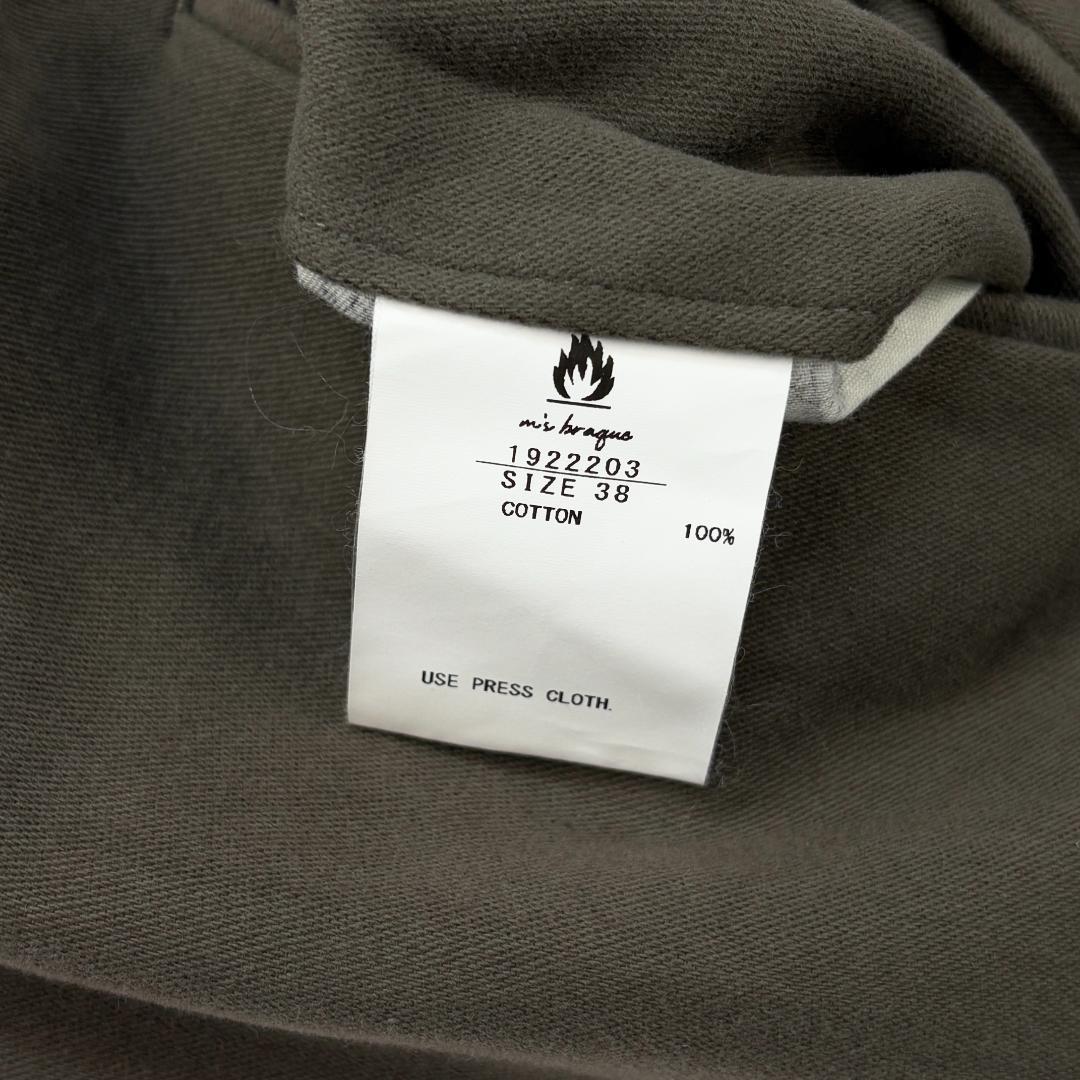 m's braque
1922203
SIZE 38
COTTON 100%
USE PRESS CLOTH.